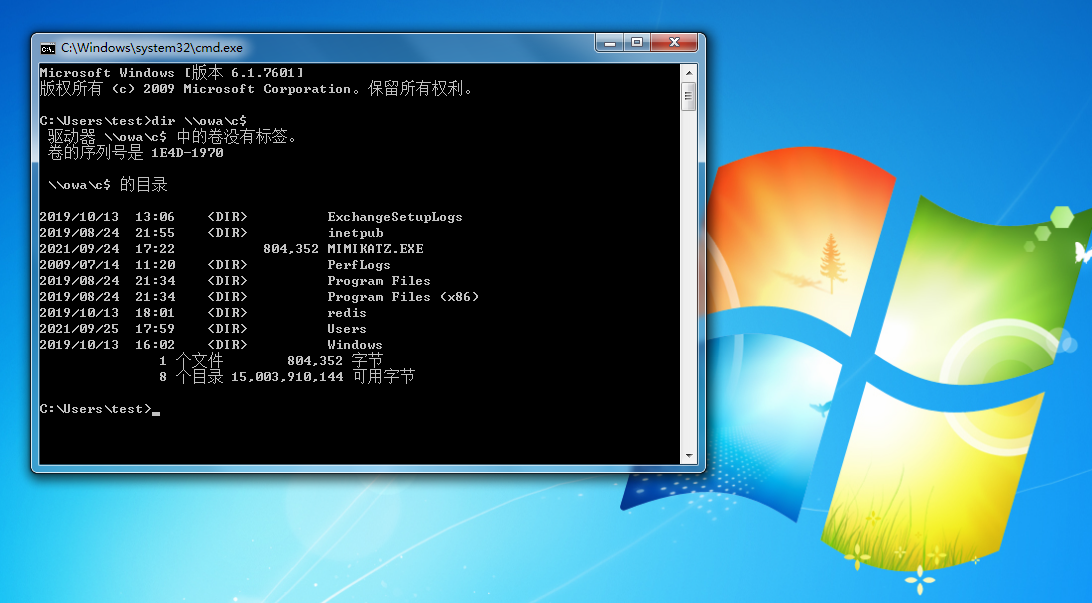 C:\Windows\system32\cmd.exe
Microsoft Windows [版本 6.1.7601]
版权所有 (c) 2009 Microsoft Corporation。保留所有权利。
C:\Users\test>dir \\owa\c$
驱动器 \\owa\c$ 中的卷没有标签。
卷的序列号是 1E4D-1970
\\owa\c$ 的目录
2019/10/13  13:06    <DIR>          ExchangeSetupLogs
2019/08/24  21:55    <DIR>          inetpub
2021/09/24  17:22           804,352 MIMIKATZ.EXE
2009/07/14  11:20    <DIR>          PerfLogs
2019/08/24  21:34    <DIR>          Program Files
2019/08/24  21:34    <DIR>          Program Files (x86)
2019/10/13  18:01    <DIR>          redis
2021/09/25  17:59    <DIR>          Users
2019/10/13  16:02    <DIR>          Windows
1 个文件        804,352 字节
8 个目录 15,003,910,144 可用字节
C:\Users\test>